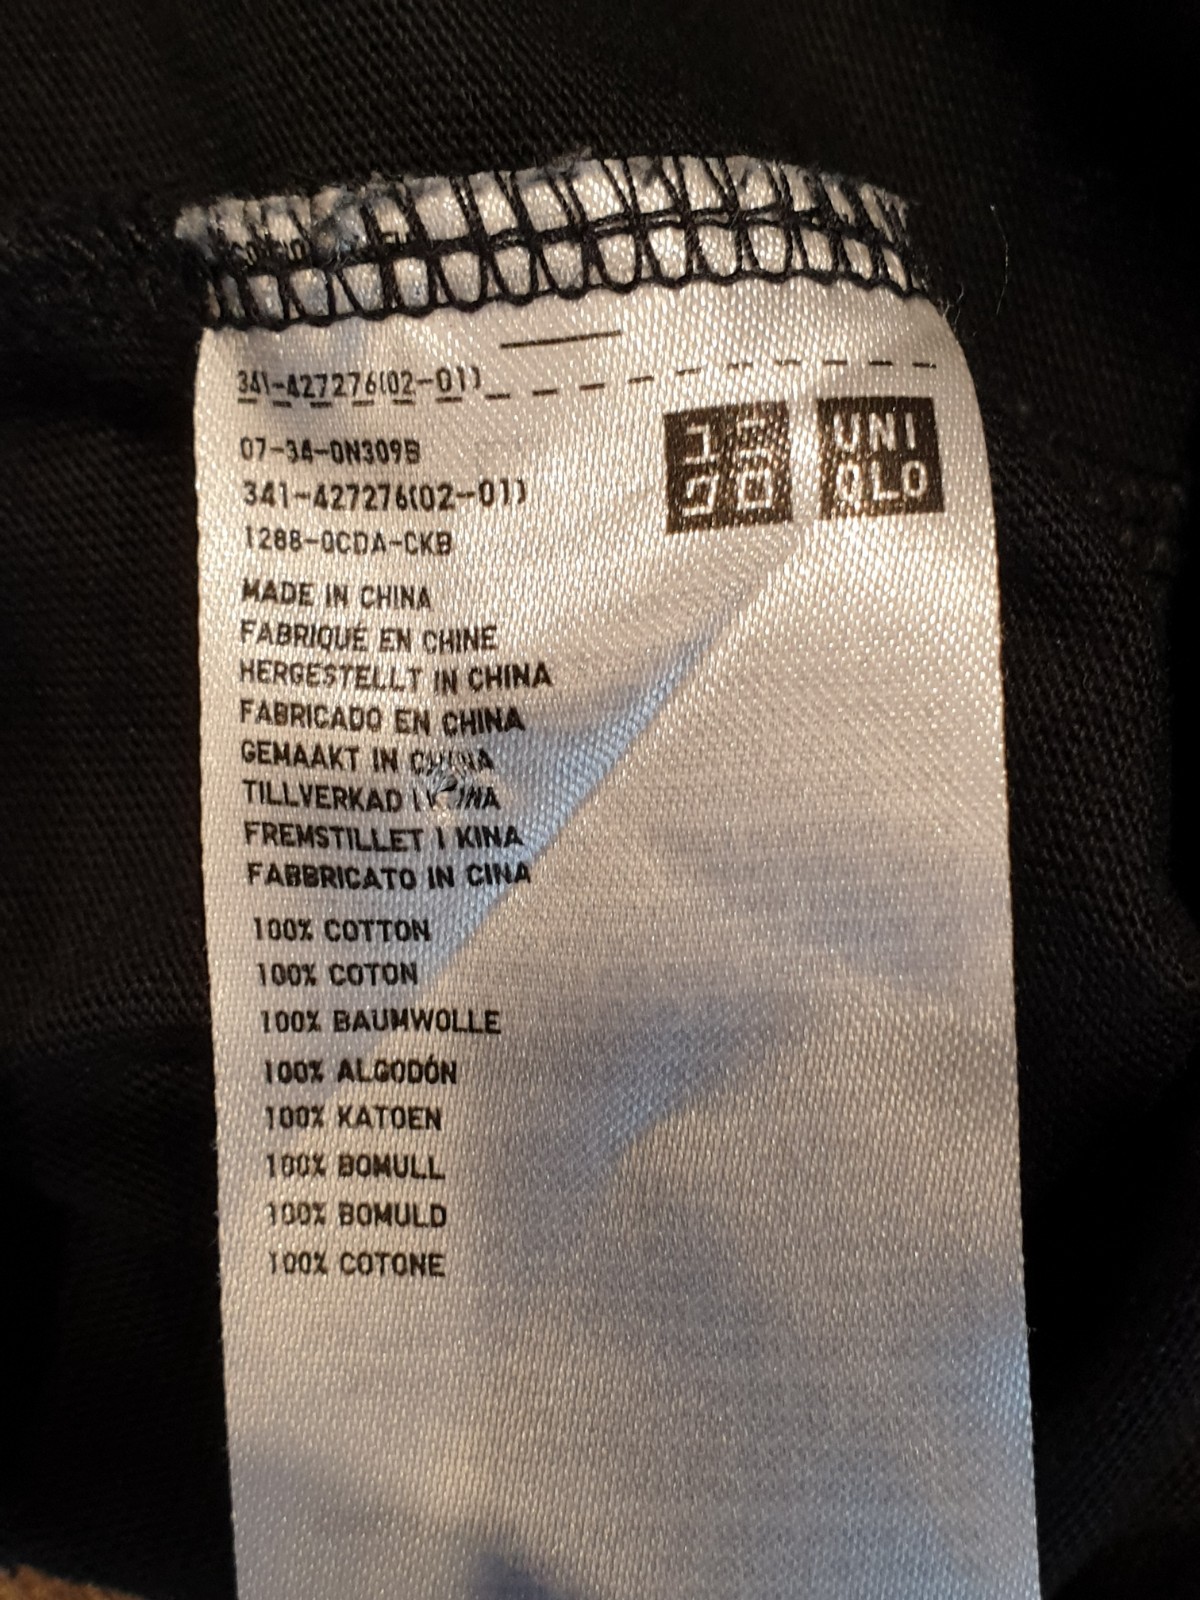 341-427276(02-01)
07-34-0N309B
341-427276(02-01)
1288-0CDA-CKB
ユニ
クロ
UNI
QLO
MADE IN CHINA
FABRIQUÉ EN CHINE
HERGESTELLT IN CHINA
FABRICADO EN CHINA
GEMAAKT IN CHINA
TILLVERKAD I KINA
FREMSTILLET I KINA
FABBRICATO IN CINA
100% COTTON
100% COTON
100% BAUMWOLLE
100% ALGODÓN
100% KATOEN
100% BOMULL
100% BOMULD
100% COTONE